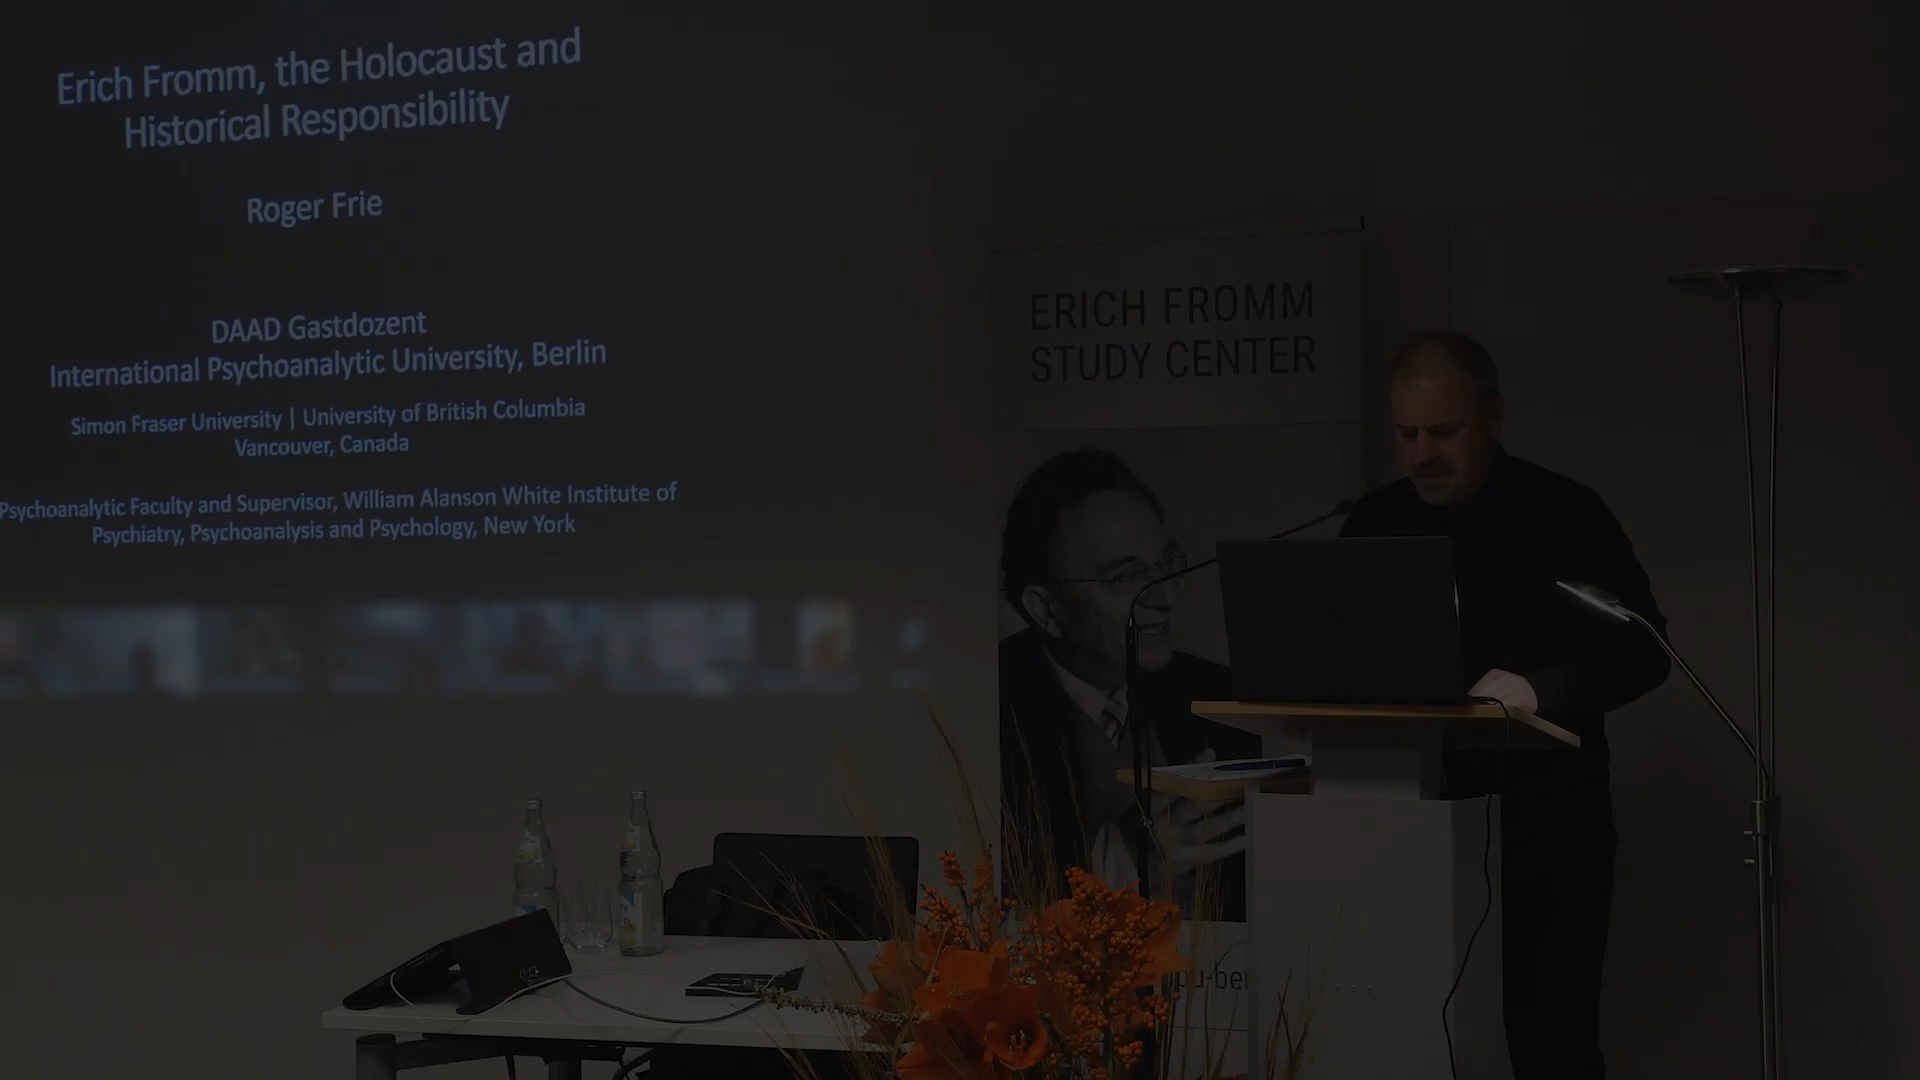 Erich Fromm, the Holocaust and
Historical Responsibility
Roger Frie
DAAD Gastdozent
International Psychoanalytic University, Berlin
Simon Fraser University | University of British Columbia
Vancouver, Canada
Psychoanalytic Faculty and Supervisor, William Alanson White Institute of
Psychiatry, Psychoanalysis and Psychology, New York
ERICH FROMM
STUDY CENTER